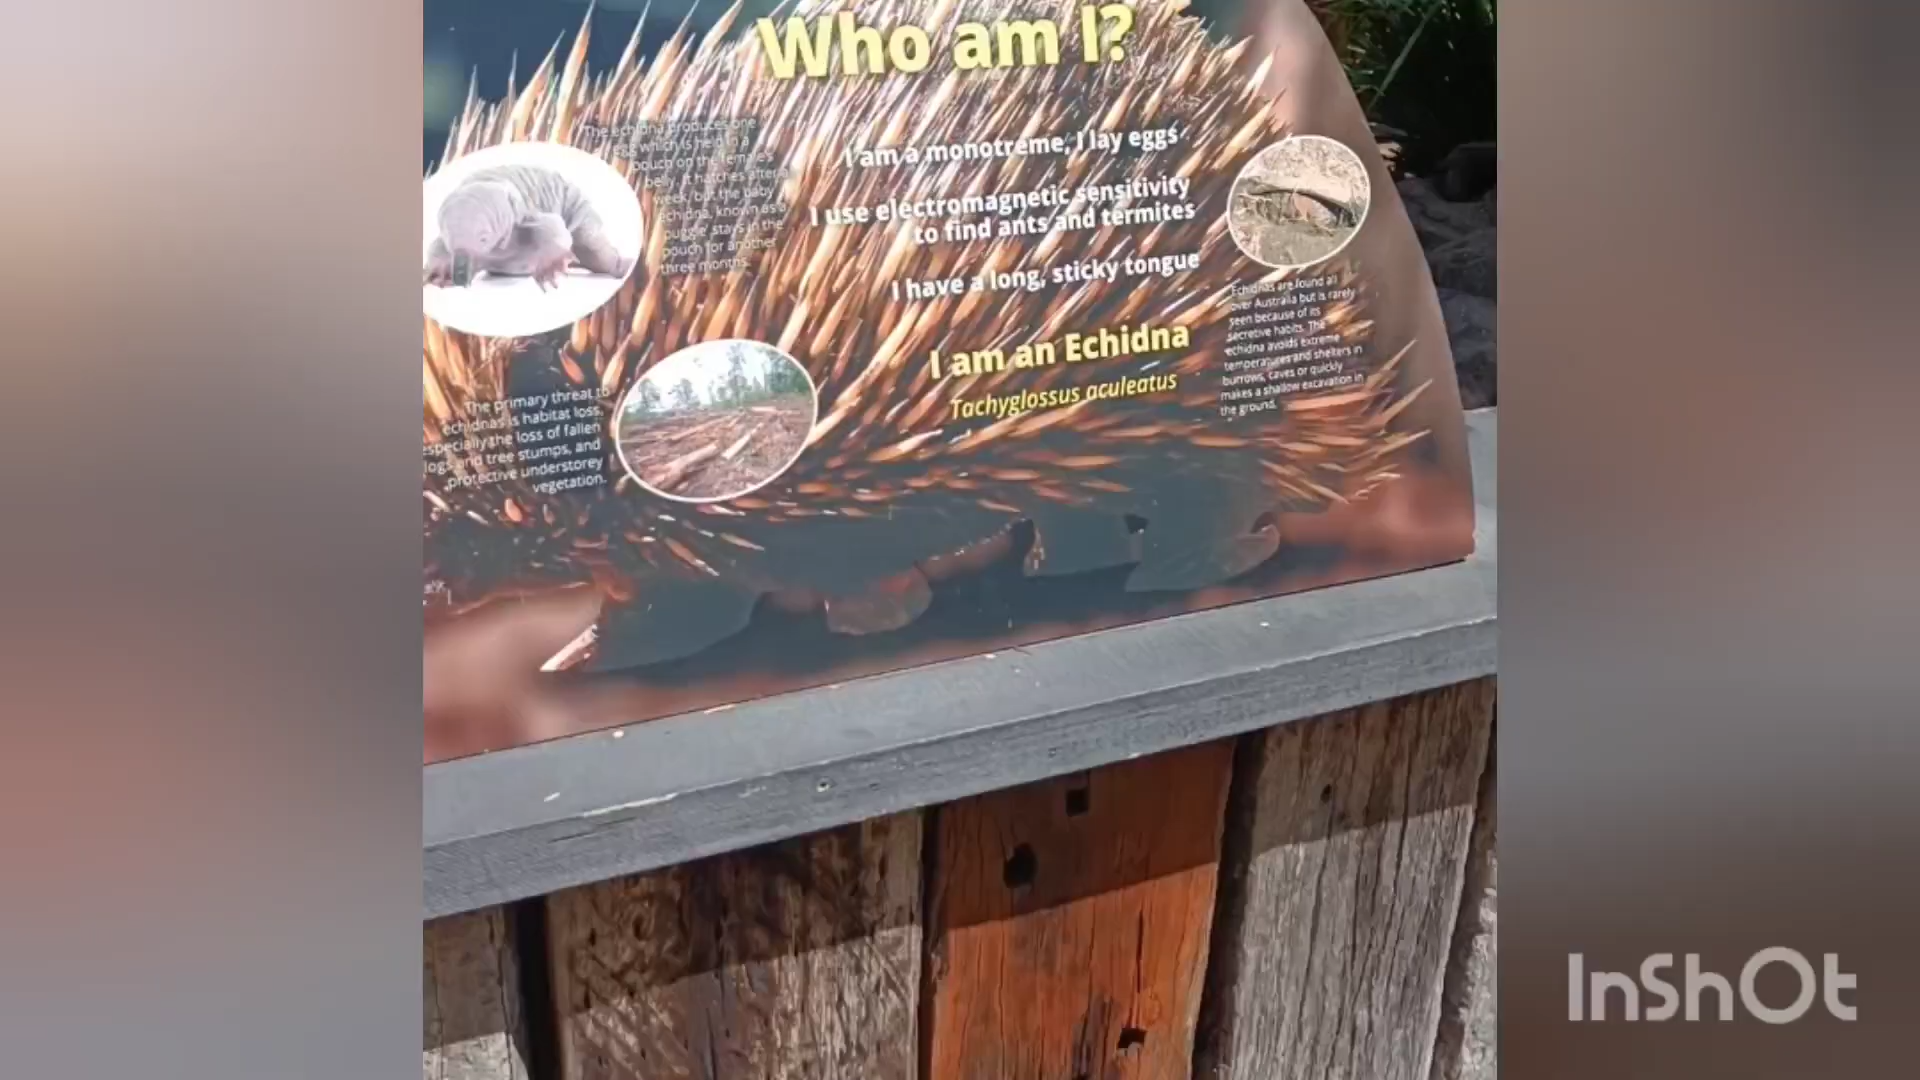 Who am I?
The echidna produces one
egg which is held in a
pouch on the female's
belly. It hatches after a
week, but the baby
echidna, known as a
'puggle' stays in the
pouch for another
three months.
I am a monotreme, I lay eggs
I use electromagnetic sensitivity
to find ants and termites
I have a long, sticky tongue
I am an Echidna
Tachyglossus aculeatus
Echidnas are found all
over Australia but is rarely
seen because of its
secretive habits. The
echidna avoids extreme
temperatures and shelters in
burrows, caves or quickly
makes a shallow excavation in
the ground.
The primary threat to
echidnas is habitat loss,
especially the loss of fallen
logs and tree stumps, and
protective understorey
vegetation.
InShOt